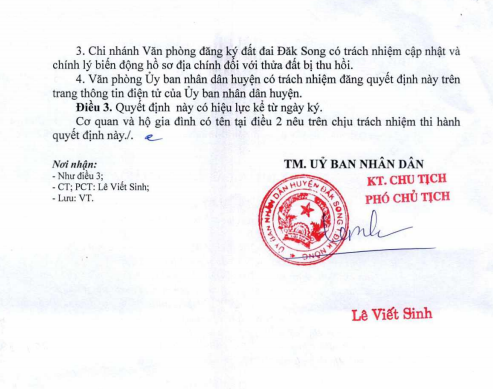 3. Chi nhánh Văn phòng đăng ký đất đai Đăk Song có trách nhiệm cập nhật và
chỉnh lý biến động hồ sơ địa chính đối với thửa đất bị thu hồi.
4. Văn phòng Ủy ban nhân dân huyện có trách nhiệm đăng quyết định này trên
trang thông tin điện tử của Ủy ban nhân dân huyện.
Điều 3. Quyết định này có hiệu lực kể từ ngày ký.
Cơ quan và hộ gia đình có tên tại điều 2 nêu trên chịu trách nhiệm thi hành
quyết định này./.
Nơi nhận:
- Như điều 3;
- CT; PCT: Lê Viết Sinh;
- Lưu: VT.
TM. UỶ BAN NHÂN DÂN
KT. CHU TỊCH
PHÓ CHỦ TỊCH
ỦY BAN NHÂN DÂN HUYỆN ĐĂK SONG
Lê Viết Sinh